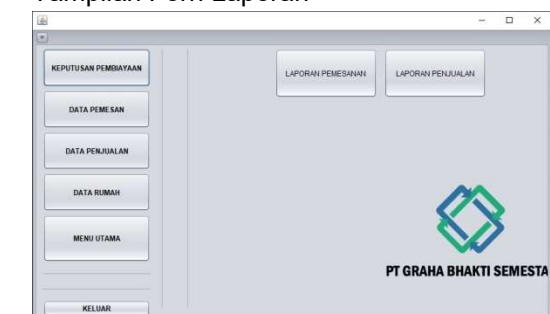 Tampilan Form Laporan
KEPUTUSAN PEMBIAYAAN
LAPORAN PEMESANAN
LAPORAN PENJUALAN
DATA PEMESAN
DATA PENJUALAN
DATA RUMAH
MENU UTAMA
PT GRAHA BHAKTI SEMESTA
KELUAR